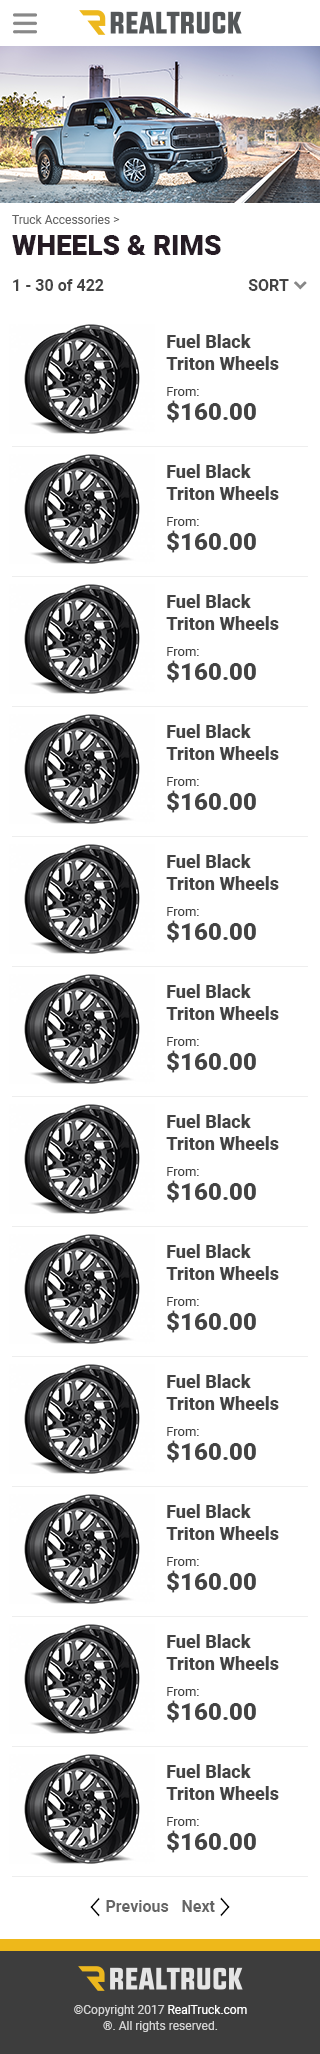 REALTRUCK
Truck Accessories >
WHEELS & RIMS
1 - 30 of 422 SORT
Fuel Black
Triton Wheels
From:
$160.00
Fuel Black
Triton Wheels
From:
$160.00
Fuel Black
Triton Wheels
From:
$160.00
Fuel Black
Triton Wheels
From:
$160.00
Fuel Black
Triton Wheels
From:
$160.00
Fuel Black
Triton Wheels
From:
$160.00
Fuel Black
Triton Wheels
From:
$160.00
Fuel Black
Triton Wheels
From:
$160.00
Fuel Black
Triton Wheels
From:
$160.00
Fuel Black
Triton Wheels
From:
$160.00
Fuel Black
Triton Wheels
From:
$160.00
Fuel Black
Triton Wheels
From:
$160.00
Previous Next
REALTRUCK
©Copyright 2017 RealTruck.com
®. All rights reserved.